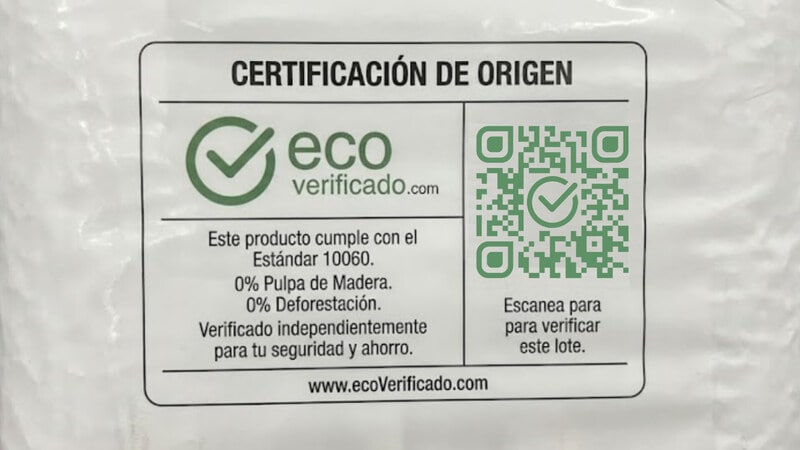 CERTIFICACIÓN DE ORIGEN
eco
verificado.com
Este producto cumple con el
Estándar 10060.
0% Pulpa de Madera.
0% Deforestación.
Verificado independientemente
para tu seguridad y ahorro.
Escanea para
para verificar
este lote.
www.ecoVerificado.com